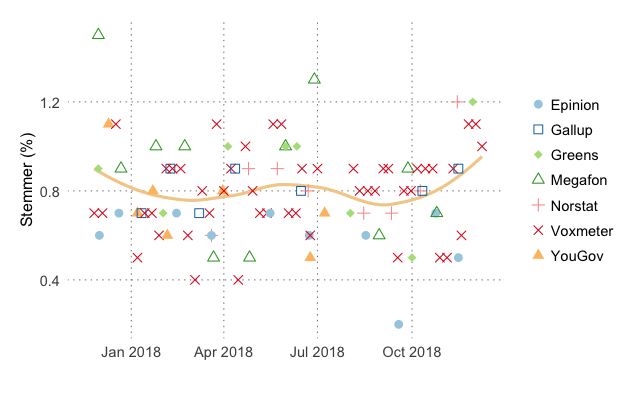 Stemmer (%)
1.2
0.8
0.4
Jan 2018 Apr 2018 Jul 2018 Oct 2018
Epinion
Gallup
Greens
Megafon
Norstat
Voxmeter
YouGov